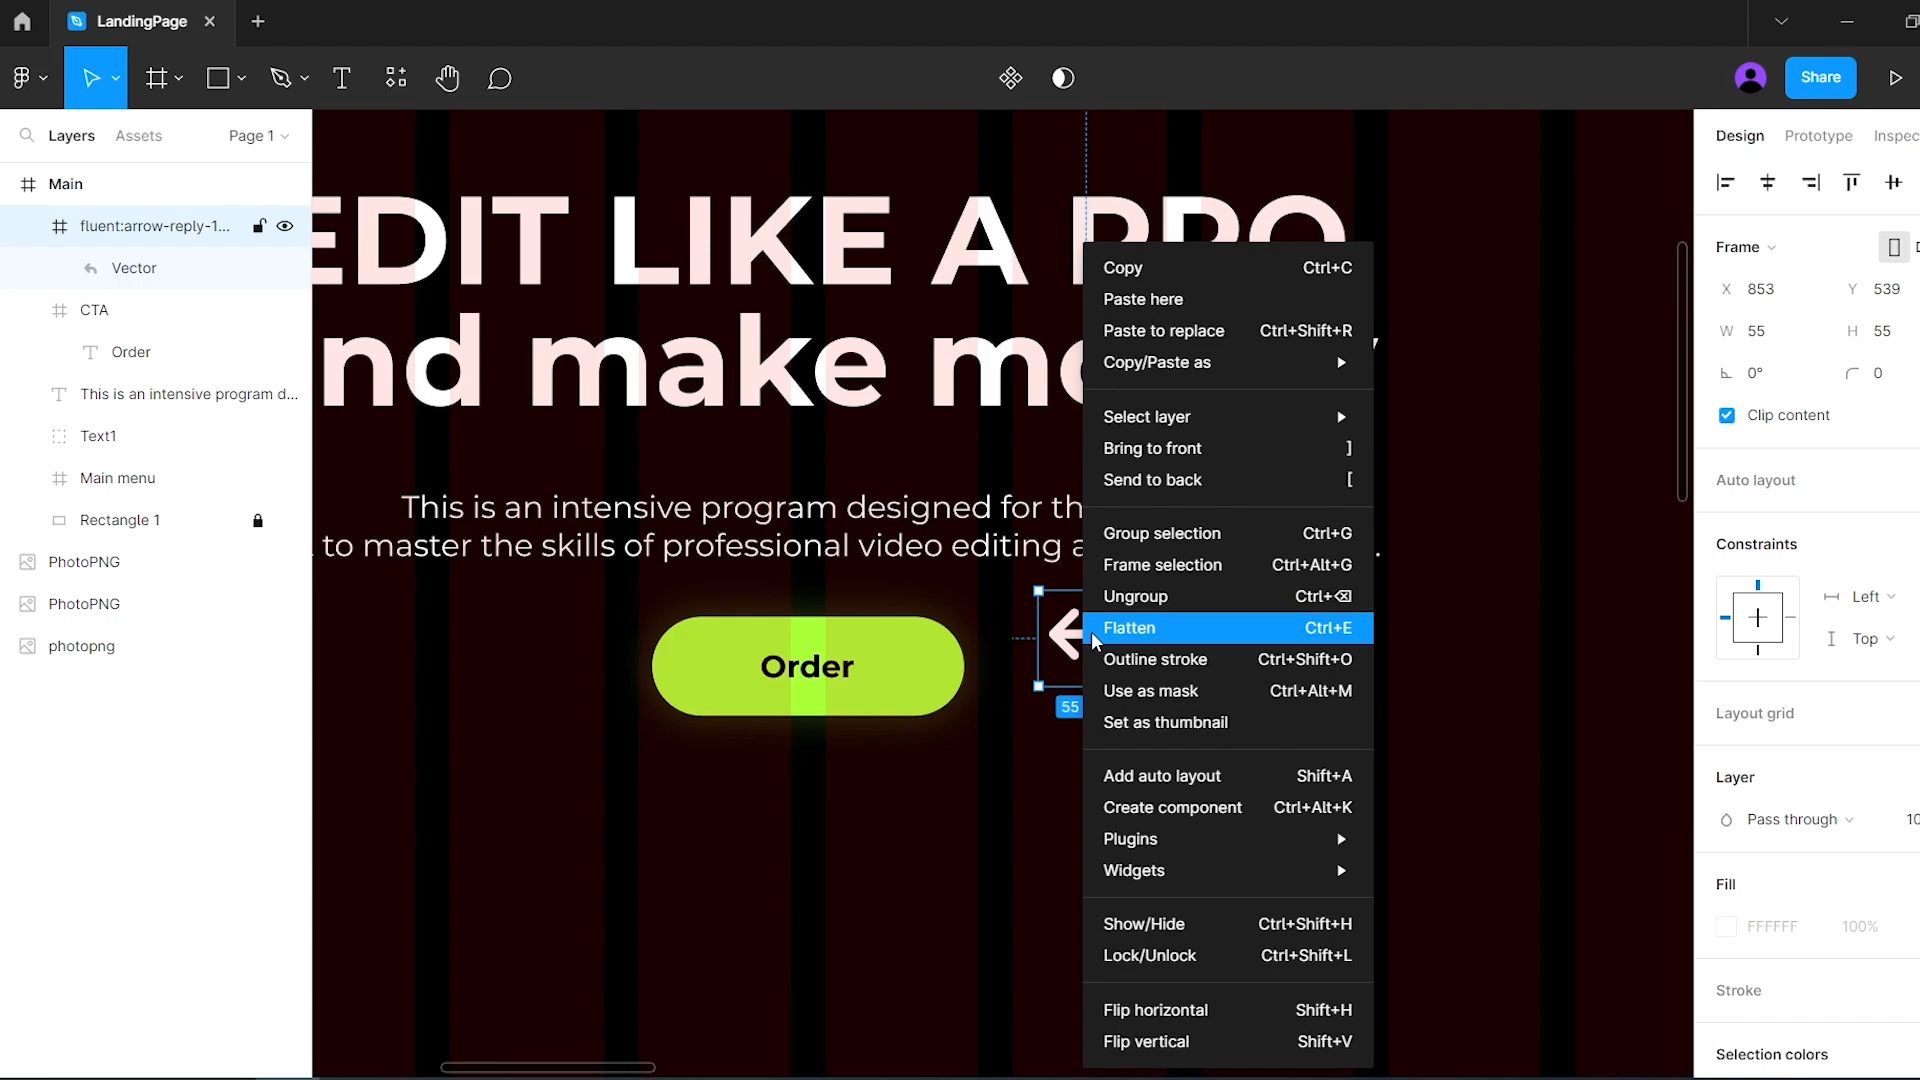 LandingPage
Share
Layers Assets Page 1
Main
fluent:arrow-reply-1...
Vector
CTA
Order
This is an intensive program d...
Text1
Main menu
Rectangle 1
PhotoPNG
PhotoPNG
photopng
EDIT LIKE A PRO
nd make mo
This is an intensive program designed for th
to master the skills of professional video editing a
Order
55
Copy Ctrl+C
Paste here
Paste to replace Ctrl+Shift+R
Copy/Paste as
Select layer
Bring to front ]
Send to back [
Group selection Ctrl+G
Frame selection Ctrl+Alt+G
Ungroup Ctrl+⌫
Flatten Ctrl+E
Outline stroke Ctrl+Shift+O
Use as mask Ctrl+Alt+M
Set as thumbnail
Add auto layout Shift+A
Create component Ctrl+Alt+K
Plugins
Widgets
Show/Hide Ctrl+Shift+H
Lock/Unlock Ctrl+Shift+L
Flip horizontal Shift+H
Flip vertical Shift+V
Design Prototype Inspec
Frame
X 853 Y 539
W 55 H 55
0° 0
Clip content
Auto layout
Constraints
Left
Top
Layout grid
Layer
Pass through 10
Fill
FFFFFF 100%
Stroke
Selection colors